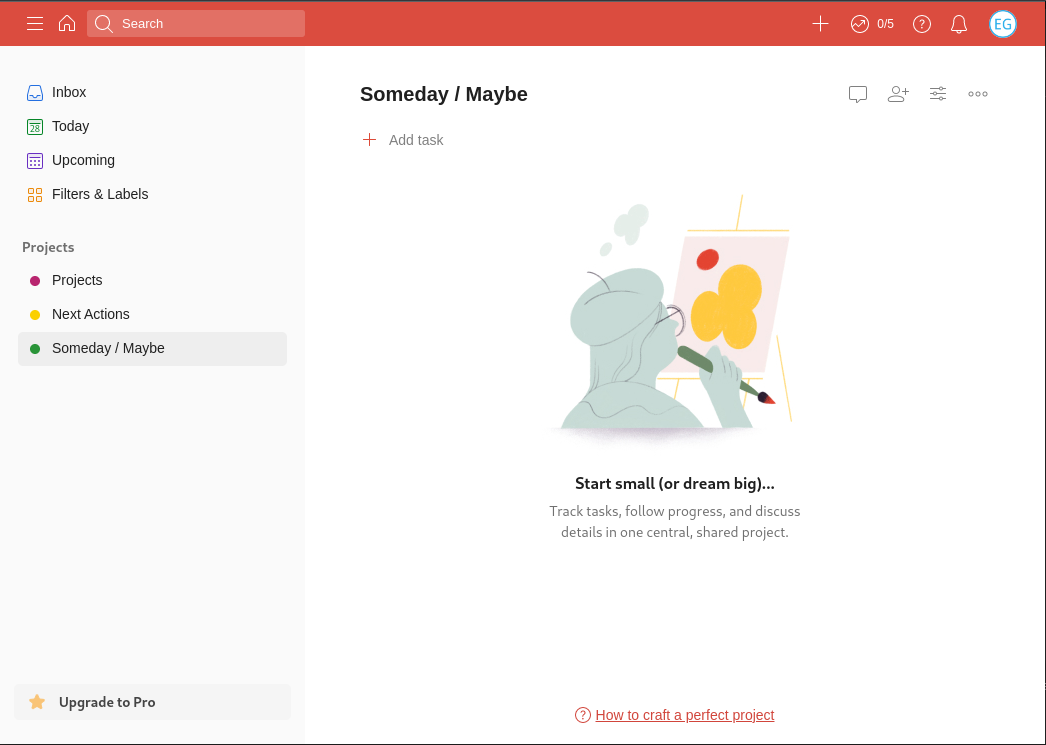 Search
0/5
EG
Inbox
28
Today
Upcoming
Filters & Labels
Projects
Projects
Next Actions
Someday / Maybe
Upgrade to Pro
Someday / Maybe
Add task
Start small (or dream big)...
Track tasks, follow progress, and discuss
details in one central, shared project.
How to craft a perfect project